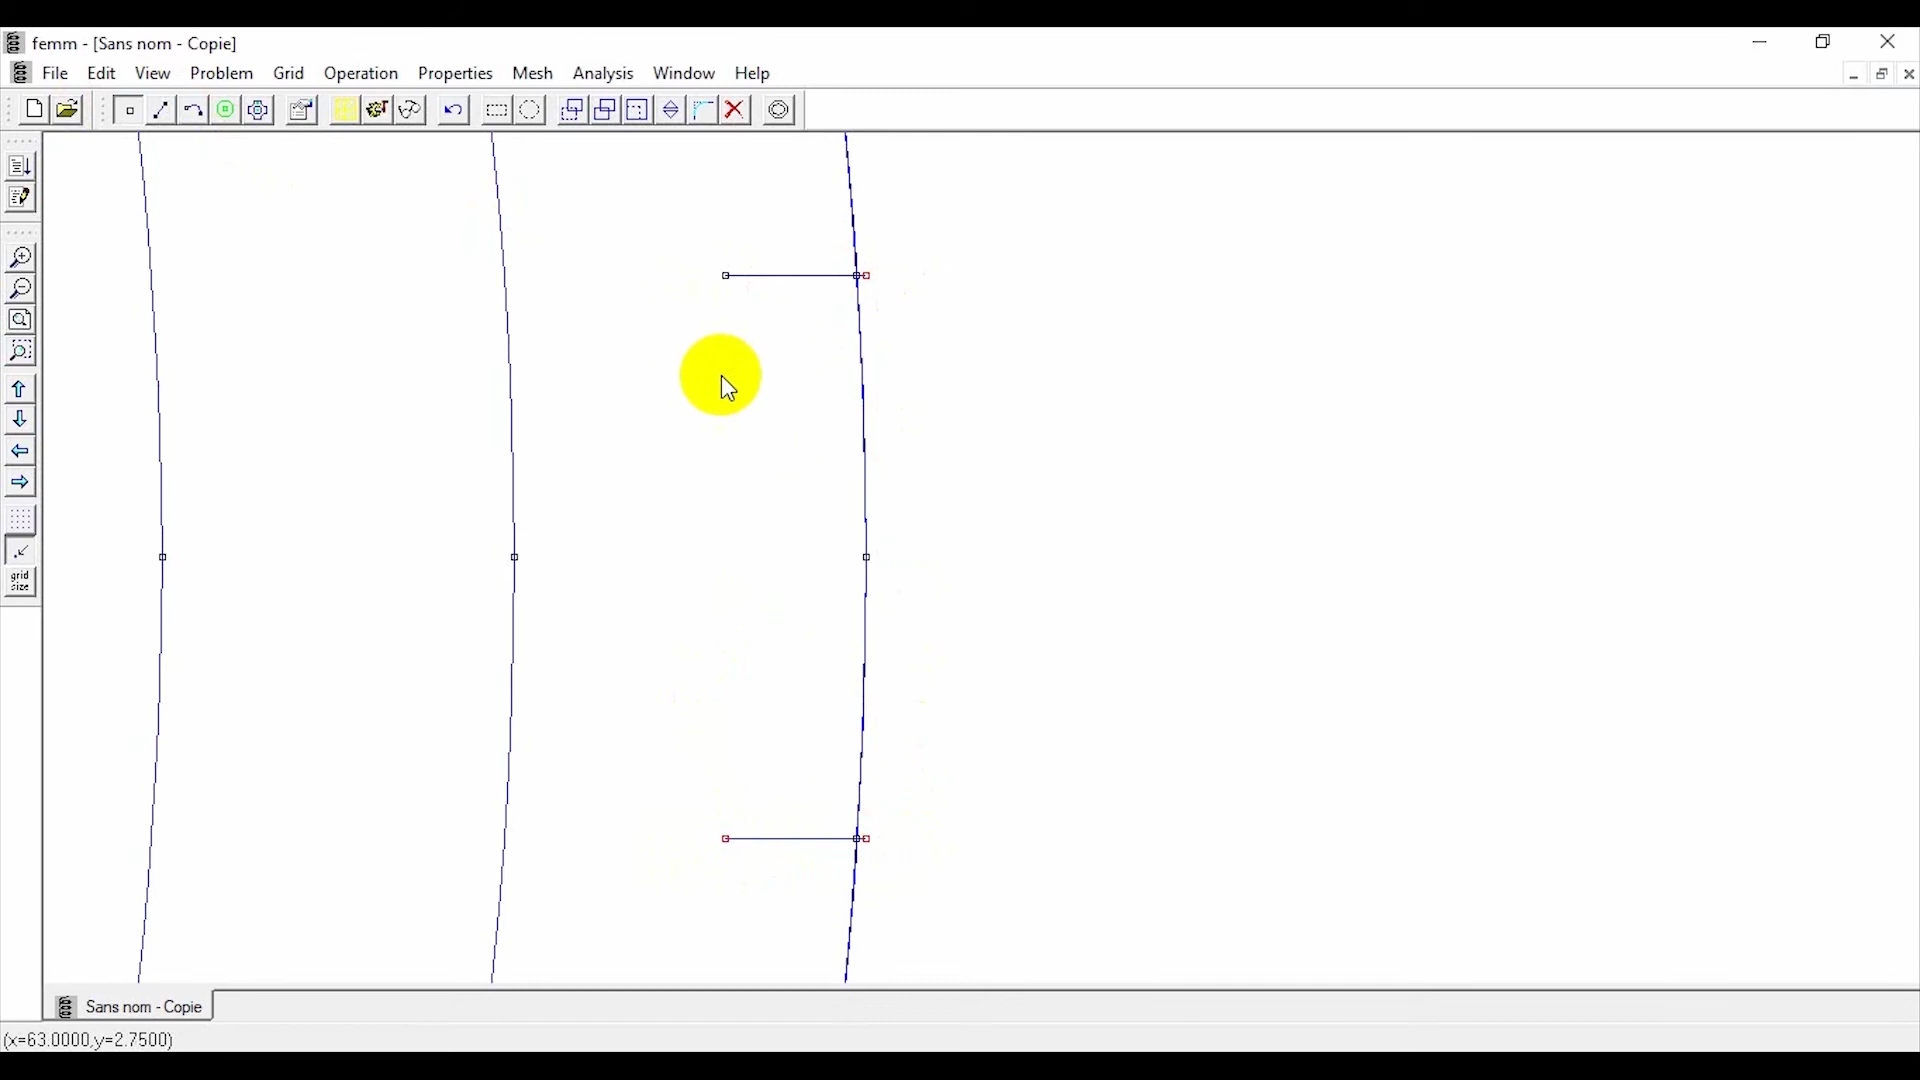 femm - [Sans nom - Copie]
File Edit View Problem Grid Operation Properties Mesh Analysis Window Help
grid
size
Sans nom - Copie
(x=63.0000,y=2.7500)